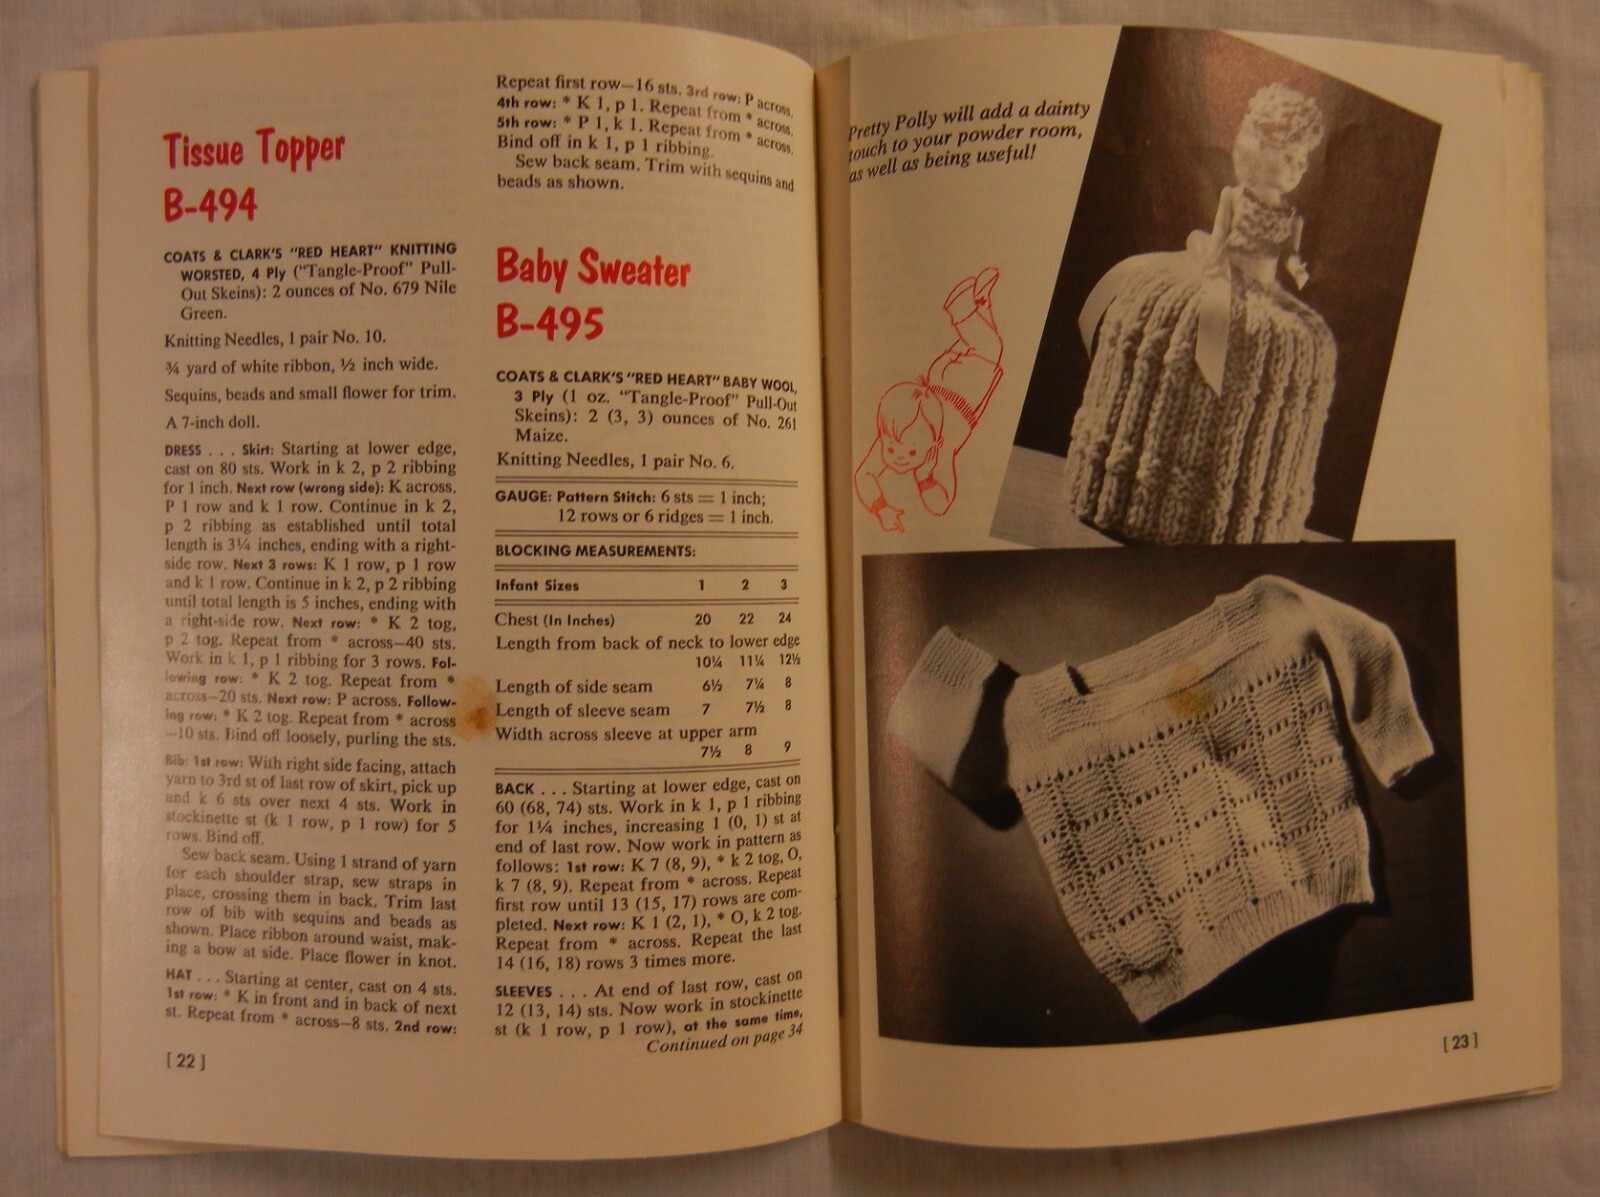 Tissue Topper
B-494
COATS & CLARK'S "RED HEART" KNITTING
WORSTED, 4 Ply ("Tangle-Proof" Pull-
Out Skeins): 2 ounces of No. 679 Nile
Green.
Knitting Needles, 1 pair No. 10.
¾ yard of white ribbon, ½ inch wide.
Sequins, beads and small flower for trim.
A 7-inch doll.
DRESS . . . Skirt: Starting at lower edge,
cast on 80 sts. Work in k 2, p 2 ribbing
for 1 inch. Next row (wrong side): K across.
P 1 row and k 1 row. Continue in k 2,
p 2 ribbing as established until total
length is 3¼ inches, ending with a right-
side row. Next 3 rows: K 1 row, p 1 row
and k 1 row. Continue in k 2, p 2 ribbing
until total length is 5 inches, ending with
a right-side row. Next row: * K 2 tog,
p 2 tog. Repeat from * across—40 sts.
Work in k 1, p 1 ribbing for 3 rows. Fol-
lowing row: * K 2 tog. Repeat from *
across—20 sts. Next row: P across. Follow-
ing row: * K 2 tog. Repeat from * across
—10 sts. Bind off loosely, purling the sts.
Bib: 1st row: With right side facing, attach
yarn to 3rd st of last row of skirt, pick up
and k 6 sts over next 4 sts. Work in
stockinette st (k 1 row, p 1 row) for 5
rows. Bind off.
Sew back seam. Using 1 strand of yarn
for each shoulder strap, sew straps in
place, crossing them in back. Trim last
row of bib with sequins and beads as
shown. Place ribbon around waist, mak-
ing a bow at side. Place flower in knot.
HAT . . . Starting at center, cast on 4 sts.
1st row: * K in front and in back of next
st. Repeat from * across—8 sts. 2nd row:
[ 22 ]
Repeat first row—16 sts. 3rd row: P across.
4th row: * K 1, p 1. Repeat from * across.
5th row: * P 1, k 1. Repeat from * across.
Bind off in k 1, p 1 ribbing.
Sew back seam. Trim with sequins and
beads as shown.
Baby Sweater
B-495
COATS & CLARK'S "RED HEART" BABY WOOL,
3 Ply (1 oz. "Tangle-Proof" Pull-Out
Skeins): 2 (3, 3) ounces of No. 261
Maize.
Knitting Needles, 1 pair No. 6.
GAUGE: Pattern Stitch: 6 sts = 1 inch;
12 rows or 6 ridges = 1 inch.
BLOCKING MEASUREMENTS:
Infant Sizes 1 2 3
Chest (In Inches) 20 22 24
Length from back of neck to lower edge
10¼ 11¼ 12½
Length of side seam 6½ 7¼ 8
Length of sleeve seam 7 7½ 8
Width across sleeve at upper arm
7½ 8 9
BACK . . . Starting at lower edge, cast on
60 (68, 74) sts. Work in k 1, p 1 ribbing
for 1¼ inches, increasing 1 (0, 1) st at
end of last row. Now work in pattern as
follows: 1st row: K 7 (8, 9), * k 2 tog, O,
k 7 (8, 9). Repeat from * across. Repeat
first row until 13 (15, 17) rows are com-
pleted. Next row: K 1 (2, 1), * O, k 2 tog.
Repeat from * across. Repeat the last
14 (16, 18) rows 3 times more.
SLEEVES . . . At end of last row, cast on
12 (13, 14) sts. Now work in stockinette
st (k 1 row, p 1 row), at the same time,
Continued on page 34
Pretty Polly will add a dainty
touch to your powder room,
as well as being useful!
[ 23 ]